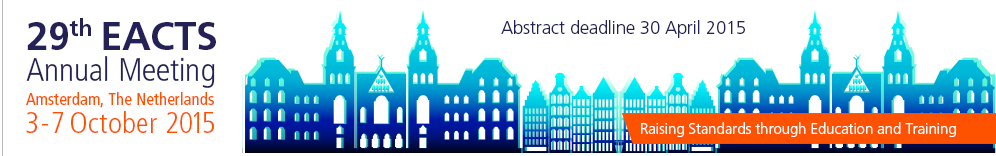 29th EACTS
Annual Meeting
Amsterdam, The Netherlands
3-7 October 2015
Abstract deadline 30 April 2015
Raising Standards through Education and Training